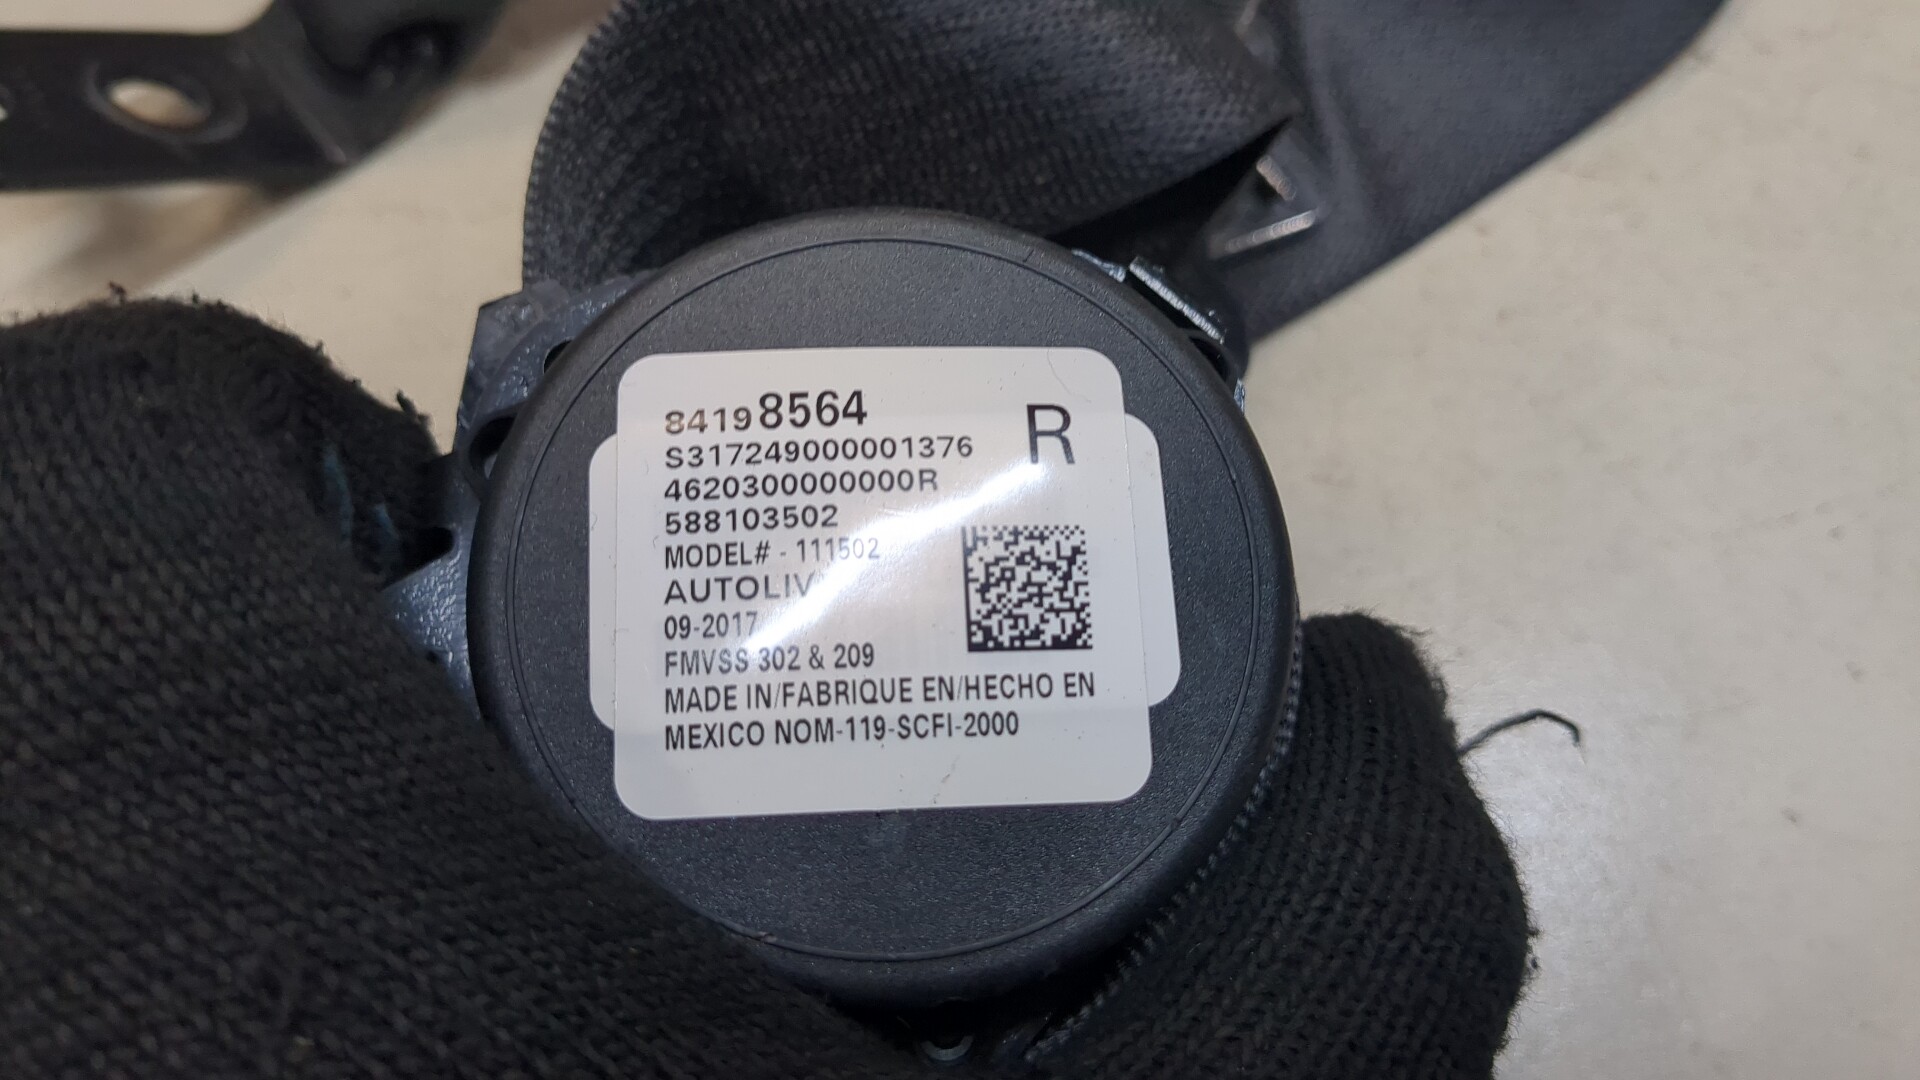 84198564
R
S317249000001376
4620300000000R
588103502
MODEL# - 111502
AUTOLIV
09-2017
FMVSS 302 & 209
MADE IN/FABRIQUE EN/HECHO EN
MEXICO NOM-119-SCFI-2000